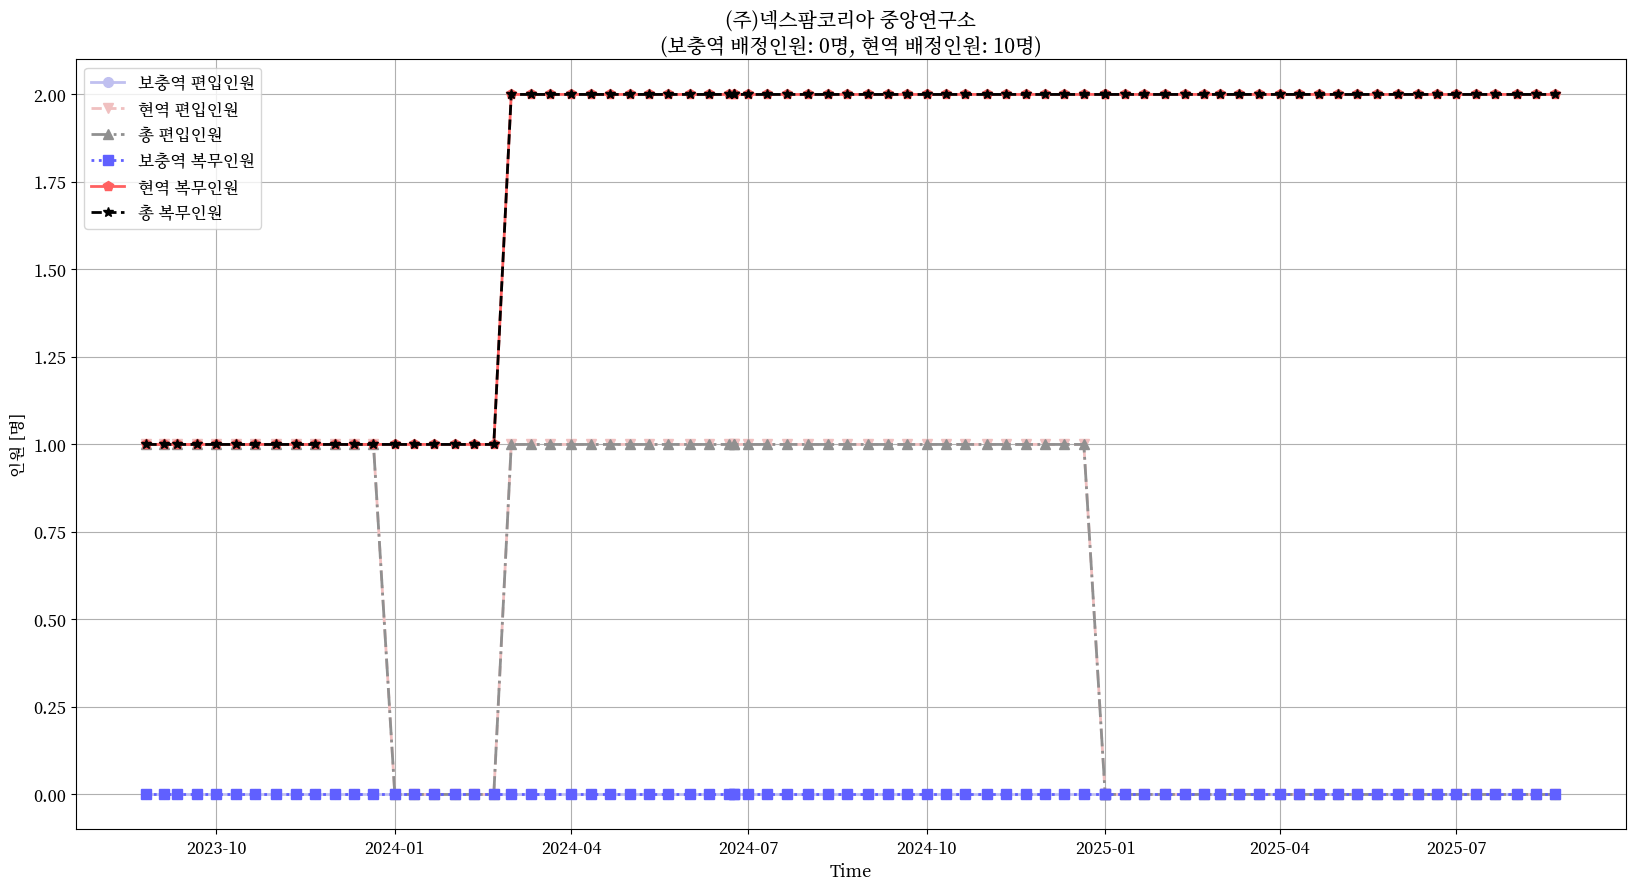 (주)넥스팜코리아 중앙연구소
(보충역 배정인원: 0명, 현역 배정인원: 10명)
보충역 편입인원
현역 편입인원
총 편입인원
보충역 복무인원
현역 복무인원
총 복무인원
인원 [명]
2.00
1.75
1.50
1.25
1.00
0.75
0.50
0.25
0.00
2023-10
2024-01
2024-04
2024-07
2024-10
2025-01
2025-04
2025-07
Time